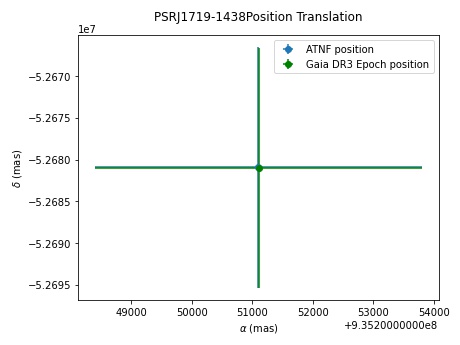 PSRJ1719-1438Position Translation
1e7
ATNF position
Gaia DR3 Epoch position
−5.2670
−5.2675
−5.2680
−5.2685
−5.2690
−5.2695
δ (mas)
49000
50000
51000
52000
53000
54000
α (mas)
+9.3520000000e8